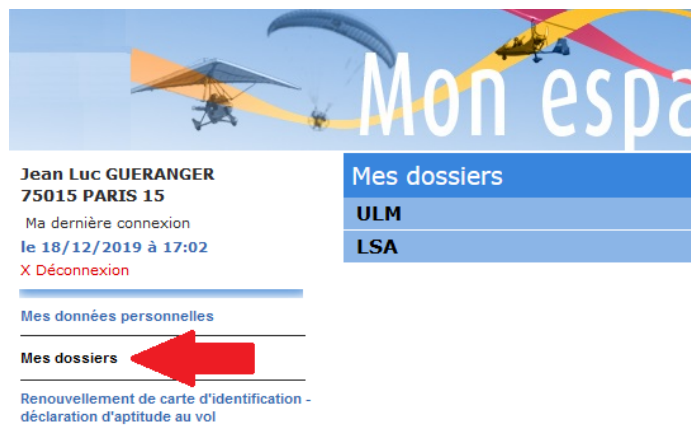 Mon espa
Jean Luc GUERANGER
75015 PARIS 15
Ma dernière connexion
le 18/12/2019 à 17:02
X Déconnexion
Mes données personnelles
Mes dossiers
Renouvellement de carte d'identification -
déclaration d'aptitude au vol
Mes dossiers
ULM
LSA